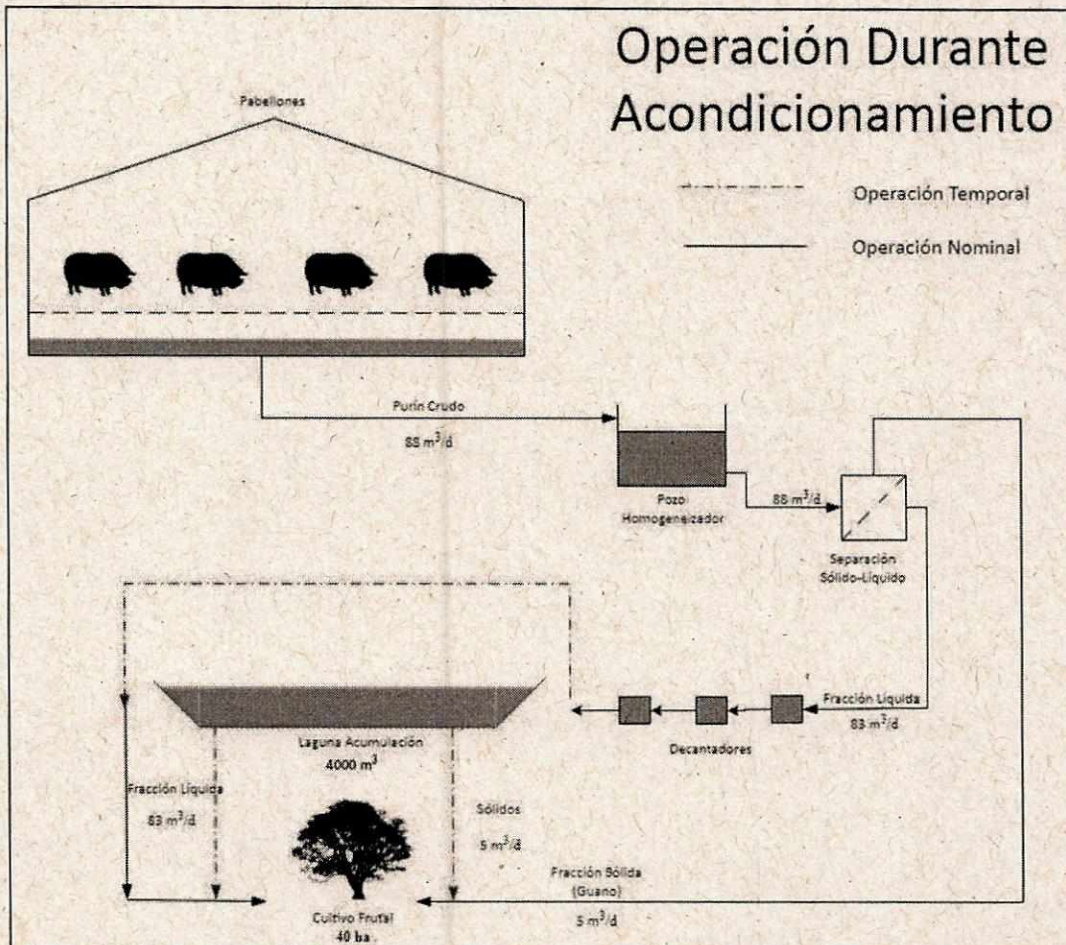 Operación Durante
Acondicionamiento
Pabellones
Operación Temporal
Operación Nominal
Purín Crudo
88 m³/d
Pozo
Homogeneizador
88 m³/d
Separación
Sólido-Líquido
Fracción Líquida
83 m³/d
Decantadores
Laguna Acumulación
4000 m³
Fracción Líquida
83 m³/d
Sólidos
5 m³/d
Fracción Sólida
(Guano)
5 m³/d
Cultivo Frutal
40 ha